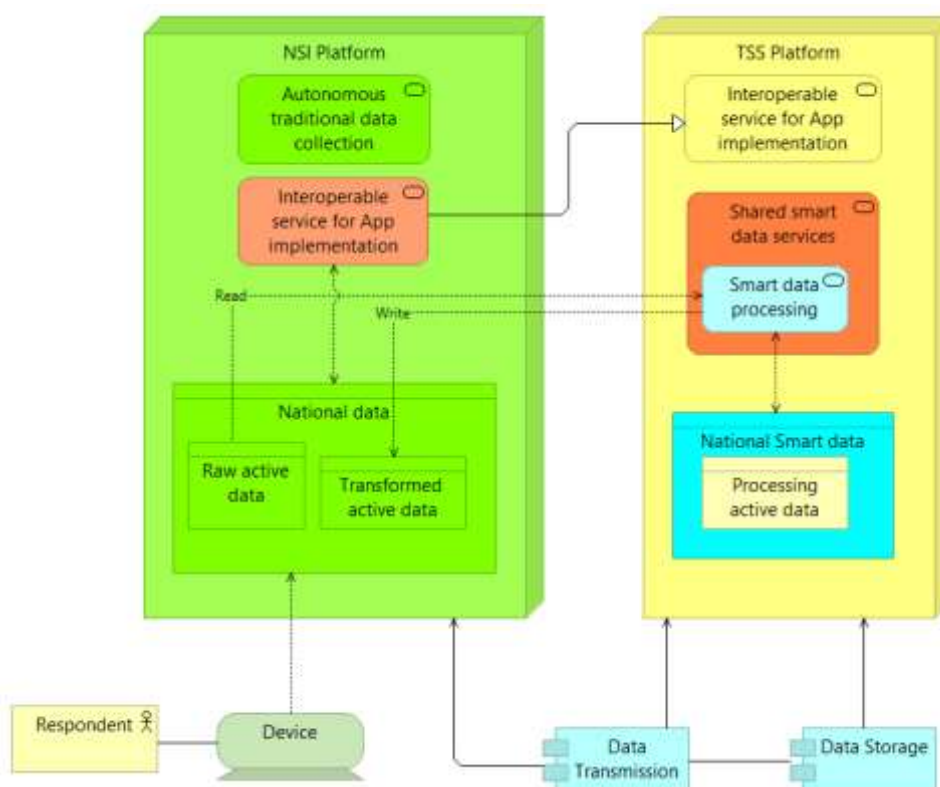 NSI Platform
Autonomous
traditional data
collection
Interoperable
service for App
implementation
Read
Write
National data
Raw active
data
Transformed
active data
TSS Platform
Interoperable
service for App
implementation
Shared smart
data services
Smart data
processing
National Smart data
Processing
active data
Respondent
Device
Data
Transmission
Data Storage